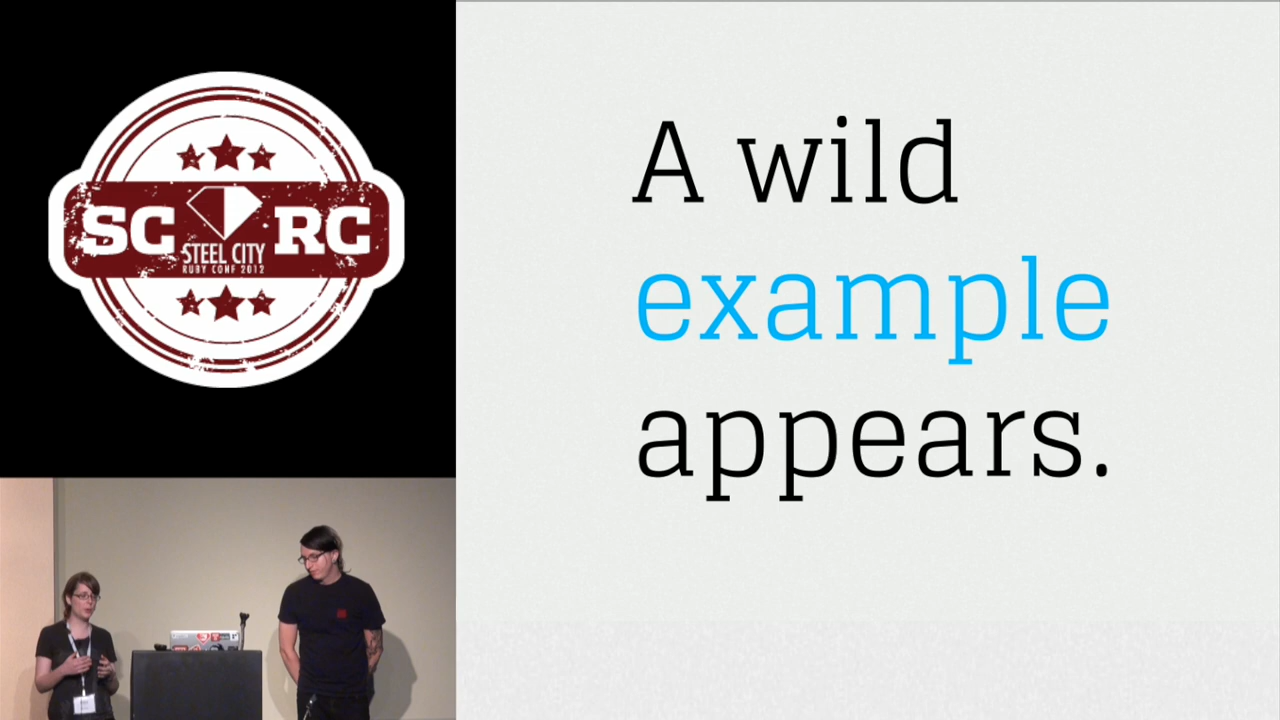 SC RC
STEEL CITY
RUBY CONF 2012
A wild
example
appears.